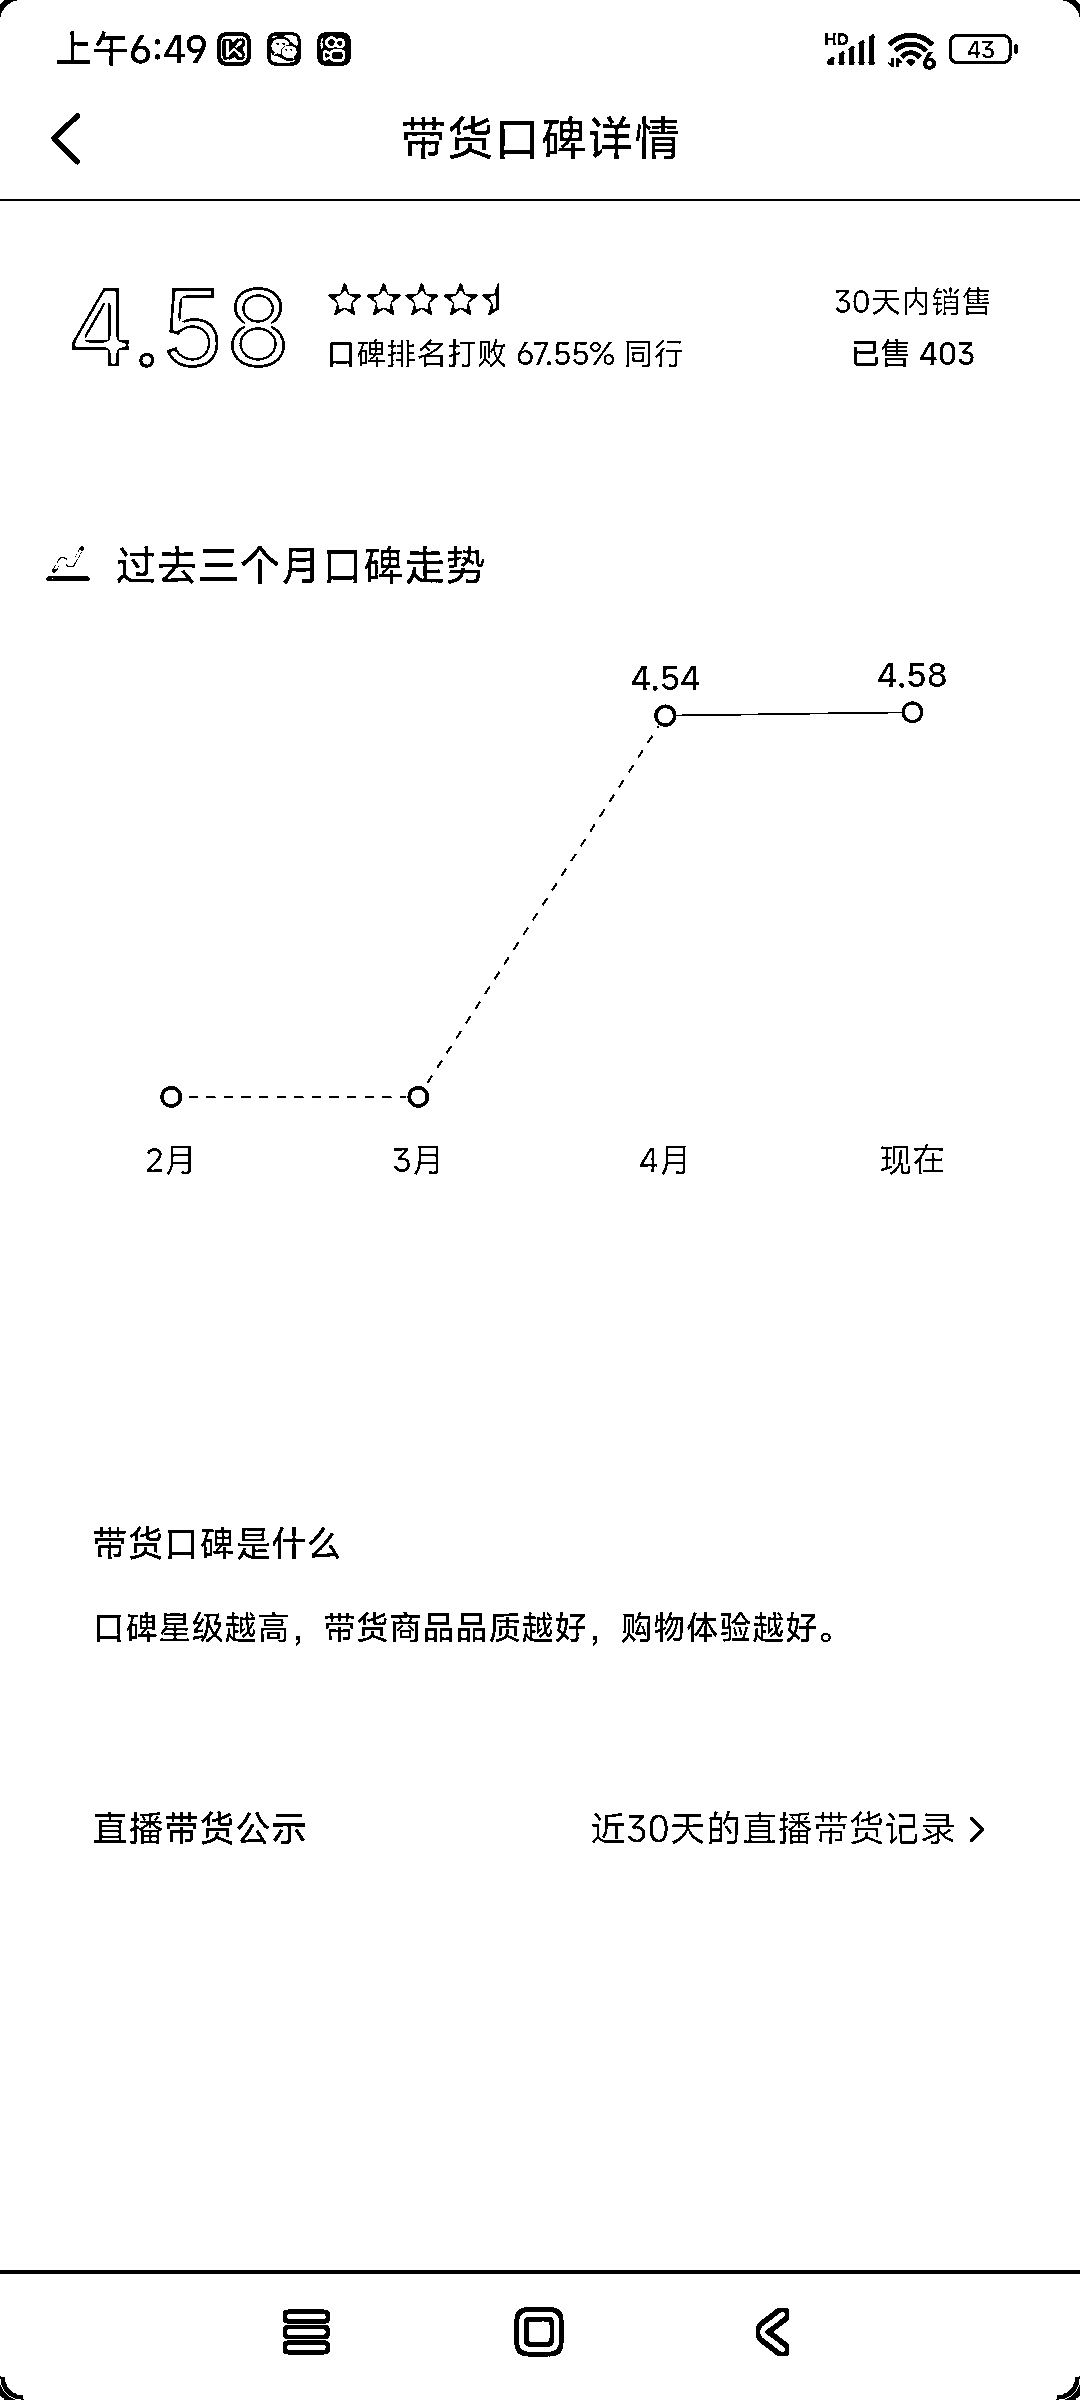 上午6:49
HD 6 43
带货口碑详情
4.58
口碑排名打败 67.55% 同行
30天内销售
已售 403
过去三个月口碑走势
4.54 4.58
2月 3月 4月 现在
带货口碑是什么
口碑星级越高，带货商品品质越好，购物体验越好。
直播带货公示 近30天的直播带货记录